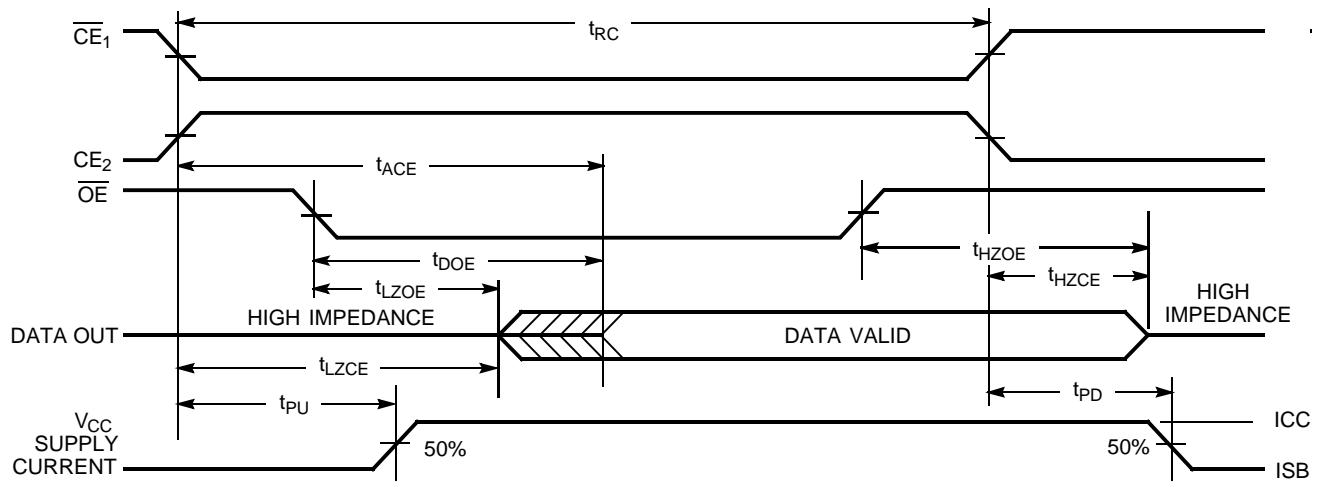 CE1
tRC
CE2
tACE
OE
tDOE
tHZOE
tLZOE
tHZCE
HIGH IMPEDANCE
HIGH
IMPEDANCE
DATA OUT
DATA VALID
tLZCE
tPU
tPD
VCC
SUPPLY
CURRENT
50%
50%
ICC
ISB